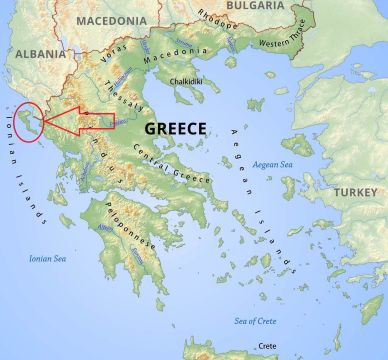 BULGARIA
MACEDONIA
Rhodope
Western Thrace
ALBANIA
Voras
Macedonia
Chalkidiki
Thessaly
GREECE
Ionian Islands
Pindus
Central Greece
Aegean Islands
Aegean Sea
TURKEY
Peloponnese
Ionian Sea
Sea of Crete
Crete